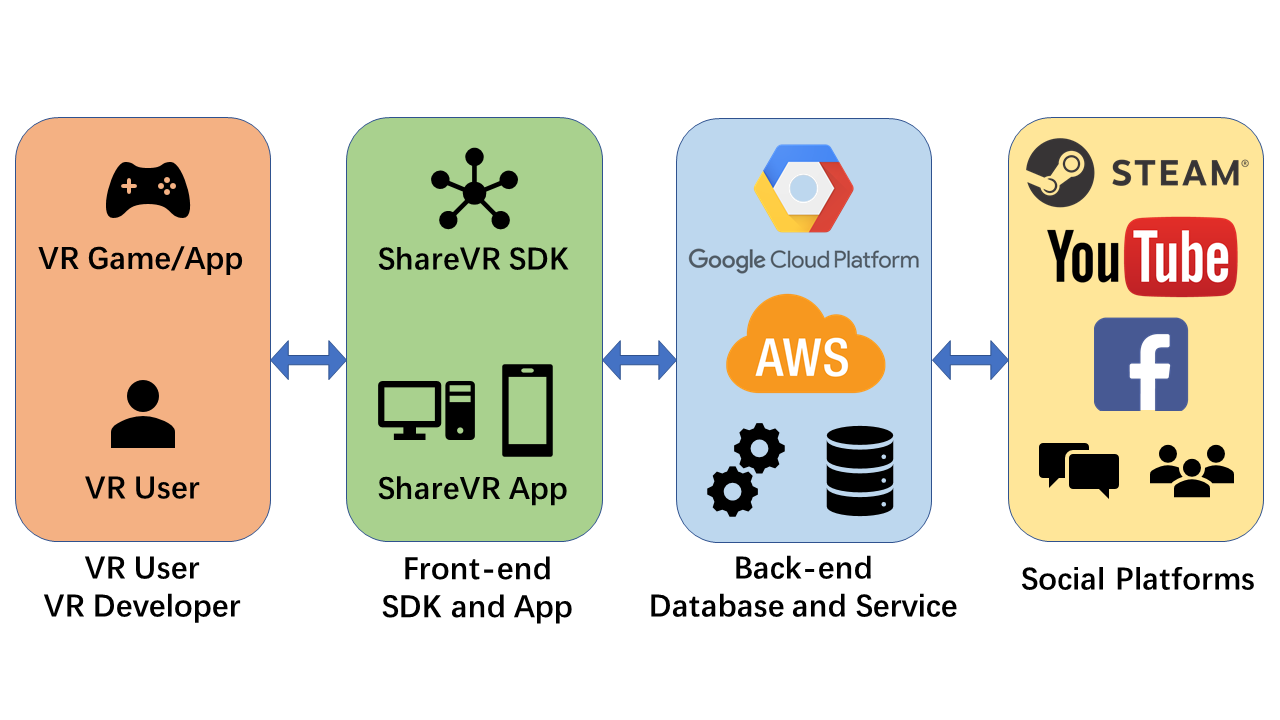 VR Game/App
VR User
VR User
VR Developer
ShareVR SDK
ShareVR App
Front-end
SDK and App
Google Cloud Platform
AWS
Back-end
Database and Service
STEAM®
YouTube
f
Social Platforms